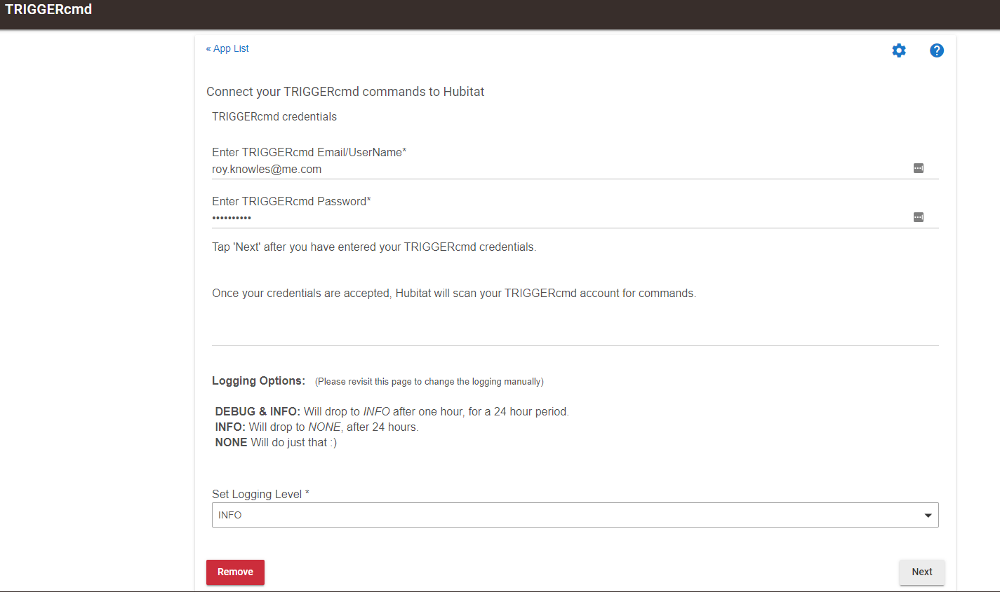 TRIGGERcmd
« App List
Connect your TRIGGERcmd commands to Hubitat
TRIGGERcmd credentials
Enter TRIGGERcmd Email/UserName*
roy.knowles@me.com
Enter TRIGGERcmd Password*
••••••••••
Tap 'Next' after you have entered your TRIGGERcmd credentials.
Once your credentials are accepted, Hubitat will scan your TRIGGERcmd account for commands.
Logging Options: (Please revisit this page to change the logging manually)
DEBUG & INFO: Will drop to INFO after one hour, for a 24 hour period.
INFO: Will drop to NONE, after 24 hours.
NONE Will do just that :)
Set Logging Level *
INFO
Remove
Next